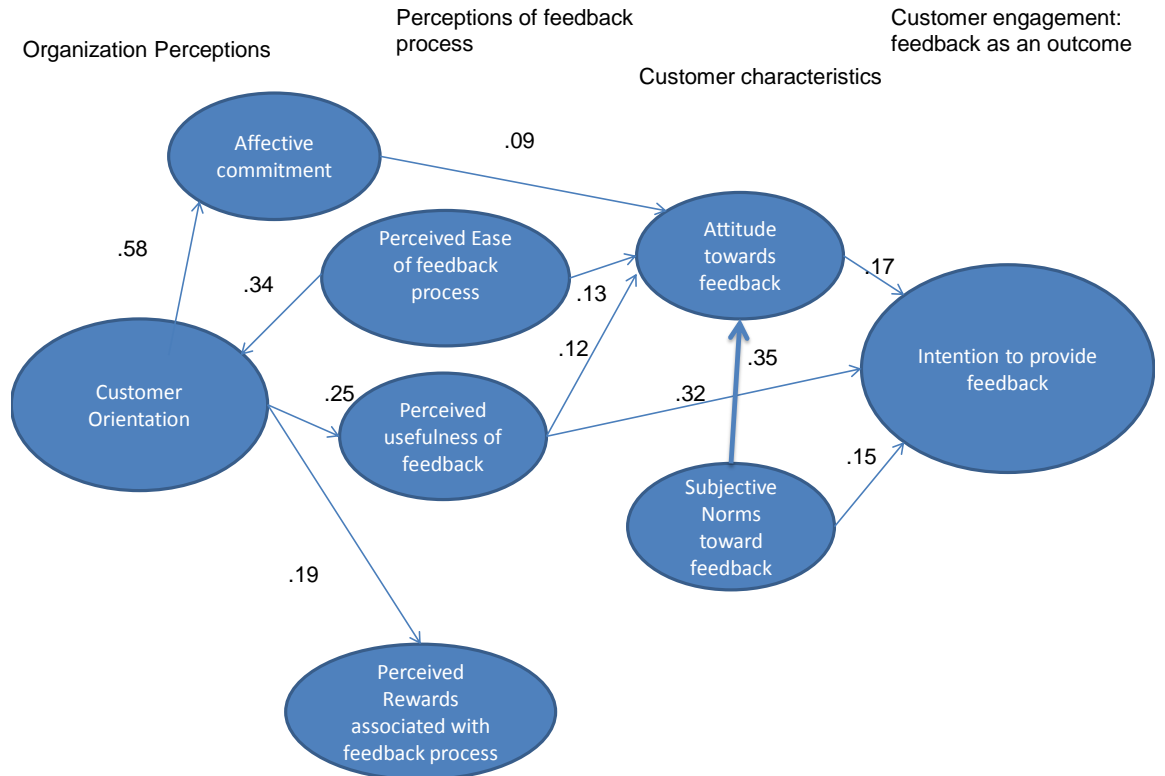 Organization Perceptions
Perceptions of feedback
process
Customer characteristics
Customer engagement:
feedback as an outcome
Affective
commitment
.09
Perceived Ease
of feedback
process
Attitude
towards
feedback
.58
.34
.13
.17
.12
.35
Customer
Orientation
.25
Perceived
usefulness of
feedback
.32
Intention to provide
feedback
Subjective
Norms
toward
feedback
.15
.19
Perceived
Rewards
associated with
feedback process